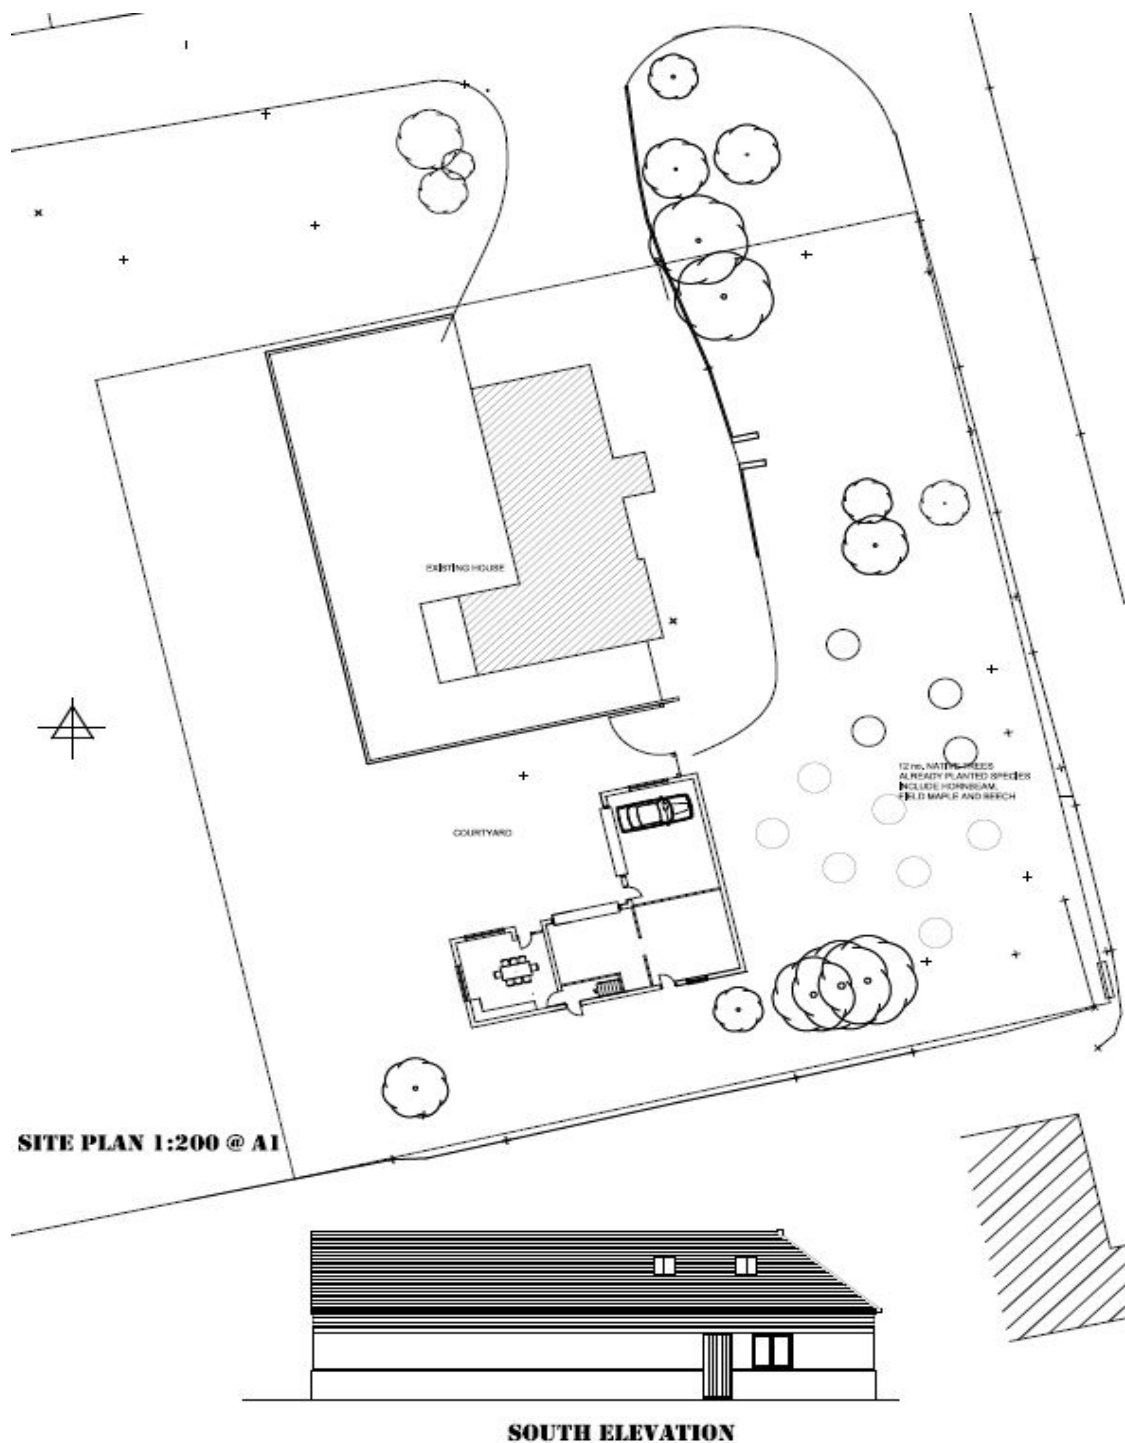 EXISTING HOUSE
12 no. NATIVE TREES
ALREADY PLANTED SPECIES
INCLUDE HORNBEAM,
FIELD MAPLE AND BEECH
COURTYARD
SITE PLAN 1:200 @ A1
SOUTH ELEVATION